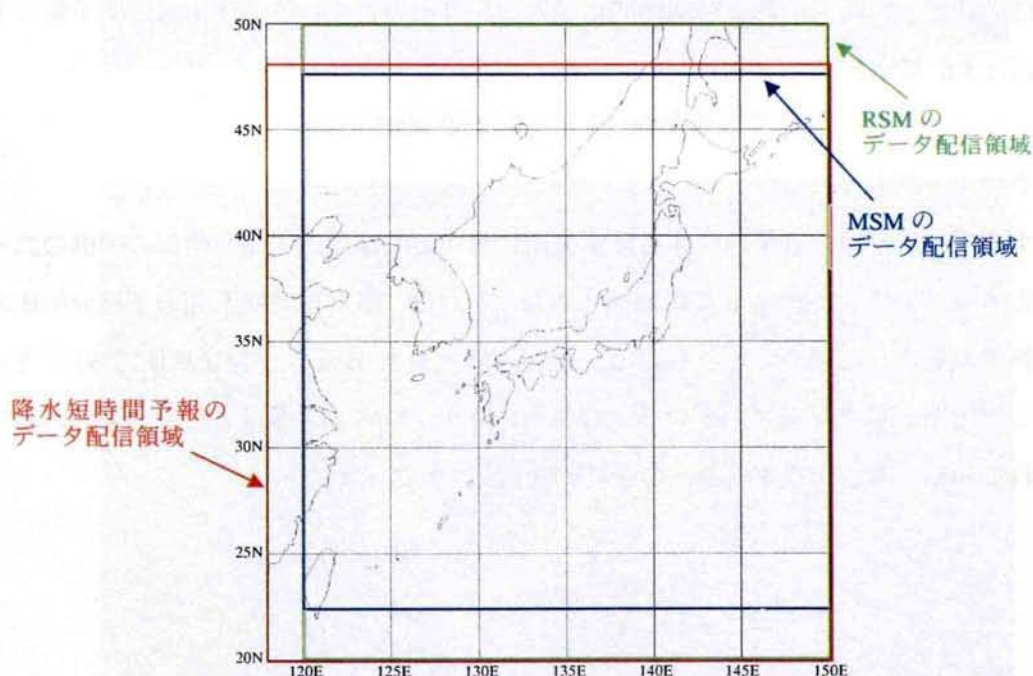 50N
45N
40N
35N
30N
25N
20N
120E
125E
130E
135E
140E
145E
150E
RSM の
データ配信領域
MSM の
データ配信領域
降水短時間予報の
データ配信領域